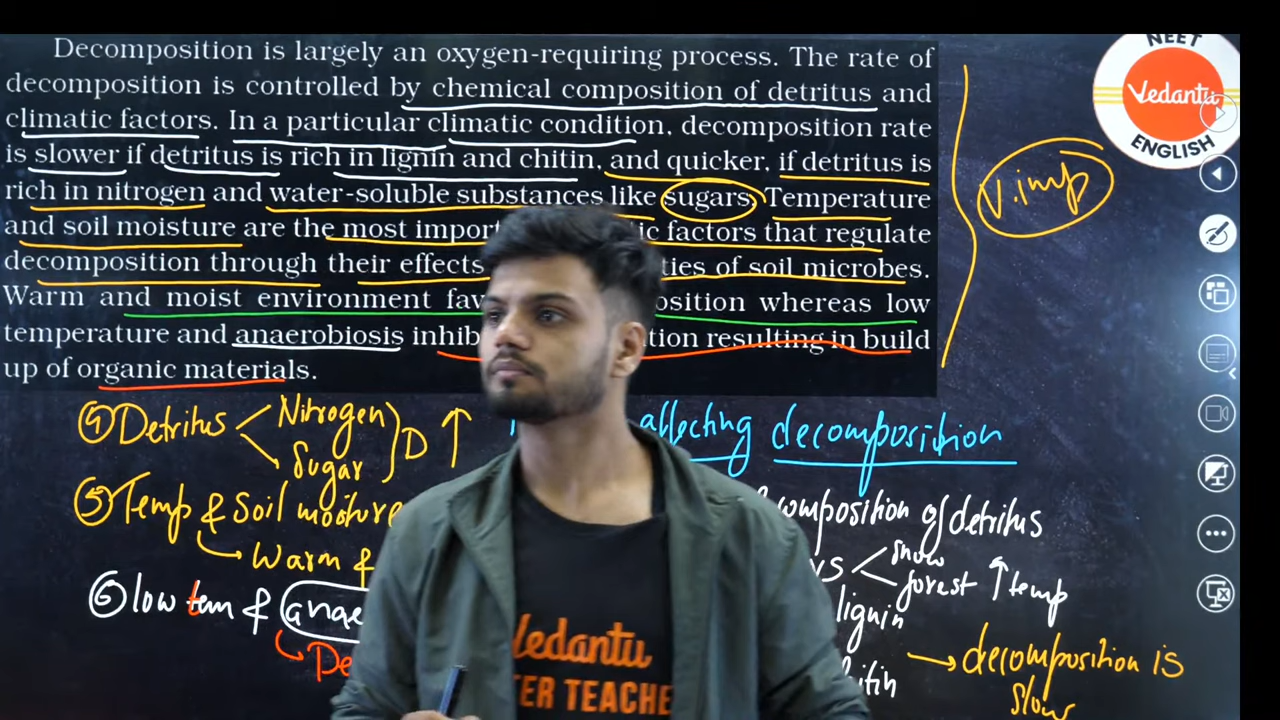 Decomposition is largely an oxygen-requiring process. The rate of
decomposition is controlled by chemical composition of detritus and
climatic factors. In a particular climatic condition, decomposition rate
is slower if detritus is rich in lignin and chitin, and quicker, if detritus is
rich in nitrogen and water-soluble substances like sugars. Temperature
and soil moisture are the most import c factors that regulate
decomposition through their effects ties of soil microbes.
Warm and moist environment fav osition whereas low
temperature and anaerobiosis inhib tion resulting in build
up of organic materials.
NEET
Vedantu
ENGLISH
V.imp
④ Detritus Nitrogen
Sugar D ↑
⑤ Temp & Soil moisture
Warm &
⑥ low tem & anae
De
affecting decomposition
omposition of detritus
rs snow
forest ↑ temp
lignin
itin → decomposition is
slow
Vedantu
TER TEACHE